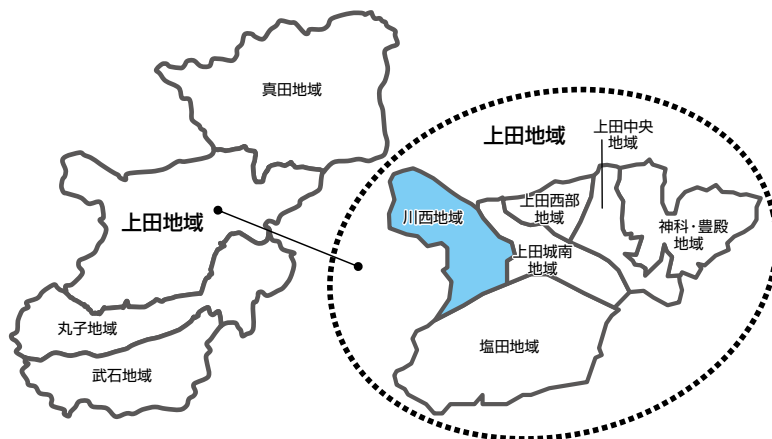 真田地域
上田地域
丸子地域
武石地域
上田地域
上田中央
地域
川西地域
上田西部
地域
神科・豊殿
地域
上田城南
地域
塩田地域